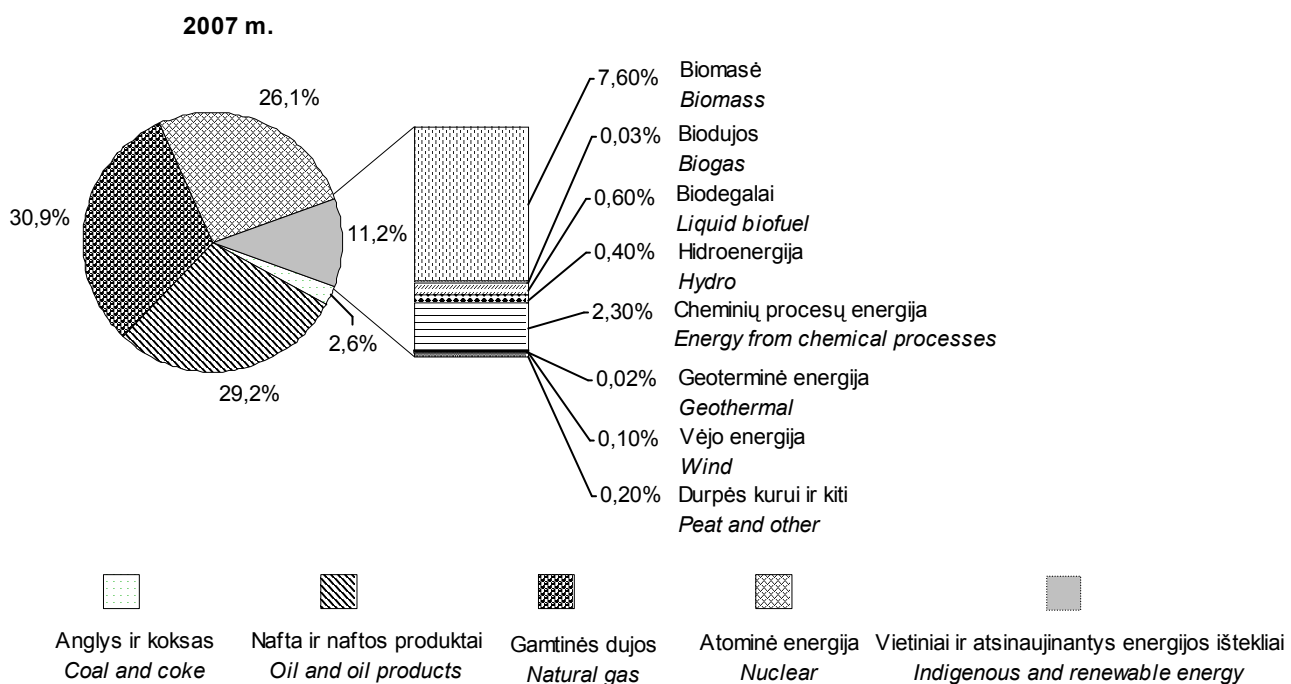 2007 m.
26,1%
30,9%
11,2%
2,6%
29,2%
7,60% Biomasė
Biomass
0,03% Biodujos
Biogas
0,60% Biodegalai
Liquid biofuel
0,40% Hidroenergija
Hydro
2,30% Cheminių procesų energija
Energy from chemical processes
0,02% Geoterminė energija
Geothermal
0,10% Vėjo energija
Wind
0,20% Durpės kurui ir kiti
Peat and other
Anglys ir koksas
Coal and coke
Nafta ir naftos produktai
Oil and oil products
Gamtinės dujos
Natural gas
Atominė energija
Nuclear
Vietiniai ir atsinaujinantys energijos ištekliai
Indigenous and renewable energy